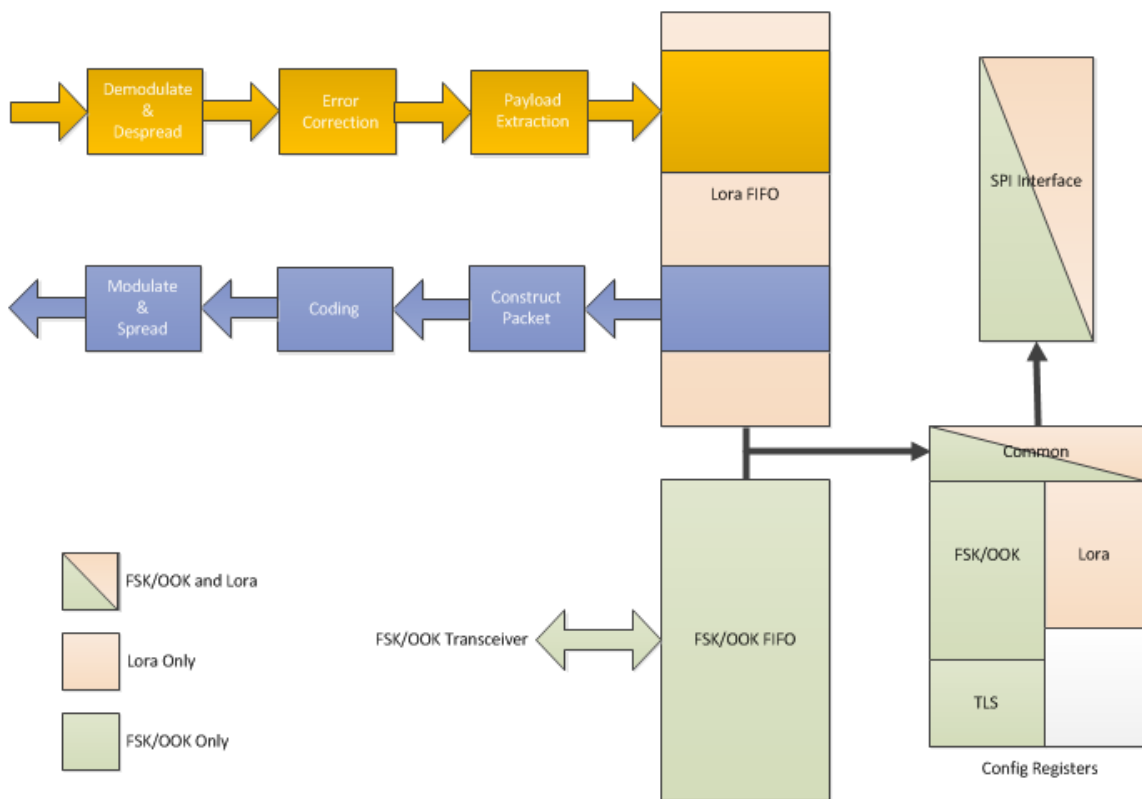 Demodulate
&
Despread
Error
Correction
Payload
Extraction
Lora FIFO
SPI Interface
Modulate
&
Spread
Coding
Construct
Packet
Common
FSK/OOK
Lora
TLS
Config Registers
FSK/OOK Transceiver
FSK/OOK FIFO
FSK/OOK and Lora
Lora Only
FSK/OOK Only